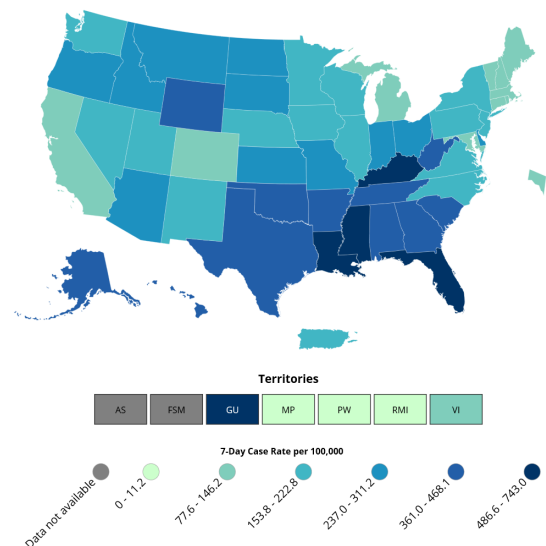 Territories
AS FSM GU MP PW RMI VI
7-Day Case Rate per 100,000
Data not available 0 - 11.2 77.6 - 146.2 153.8 - 222.8 237.0 - 311.2 361.0 - 468.1 486.6 - 743.0